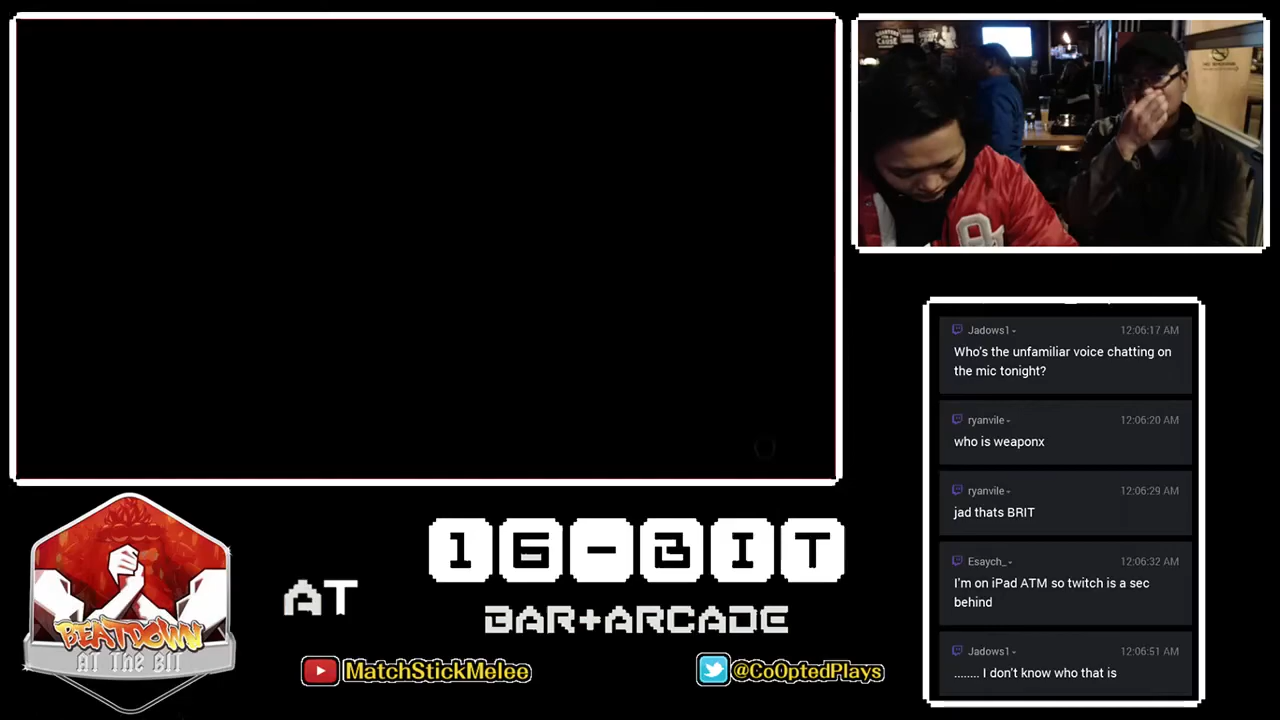 Jadows1
12:06:17 AM
Who's the unfamiliar voice chatting on
the mic tonight?
ryanvile
12:06:20 AM
who is weaponx
ryanvile
12:06:29 AM
jad thats BRIT
Esaych_
12:06:32 AM
I'm on iPad ATM so twitch is a sec
behind
Jadows1
12:06:51 AM
........ I don't know who that is
BEATDOWN
AT THE BIT
AT
16-BIT
BAR+ARCADE
MatchStickMelee
@CoOptedPlays